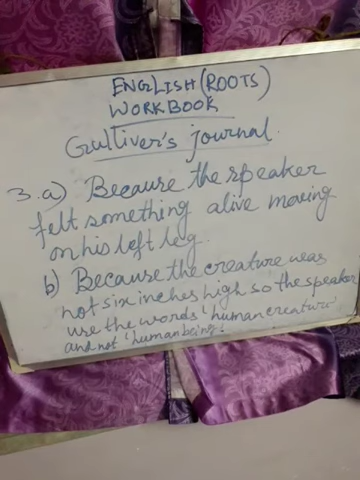 ENGLISH (ROOTS)
WORKBOOK
Gulliver's journal.
3. a) Because the speaker
felt something alive moving
on his left leg.
b) Because the creature was
not six inches high so the speaker
use the words 'human creature'
and not 'human being'.